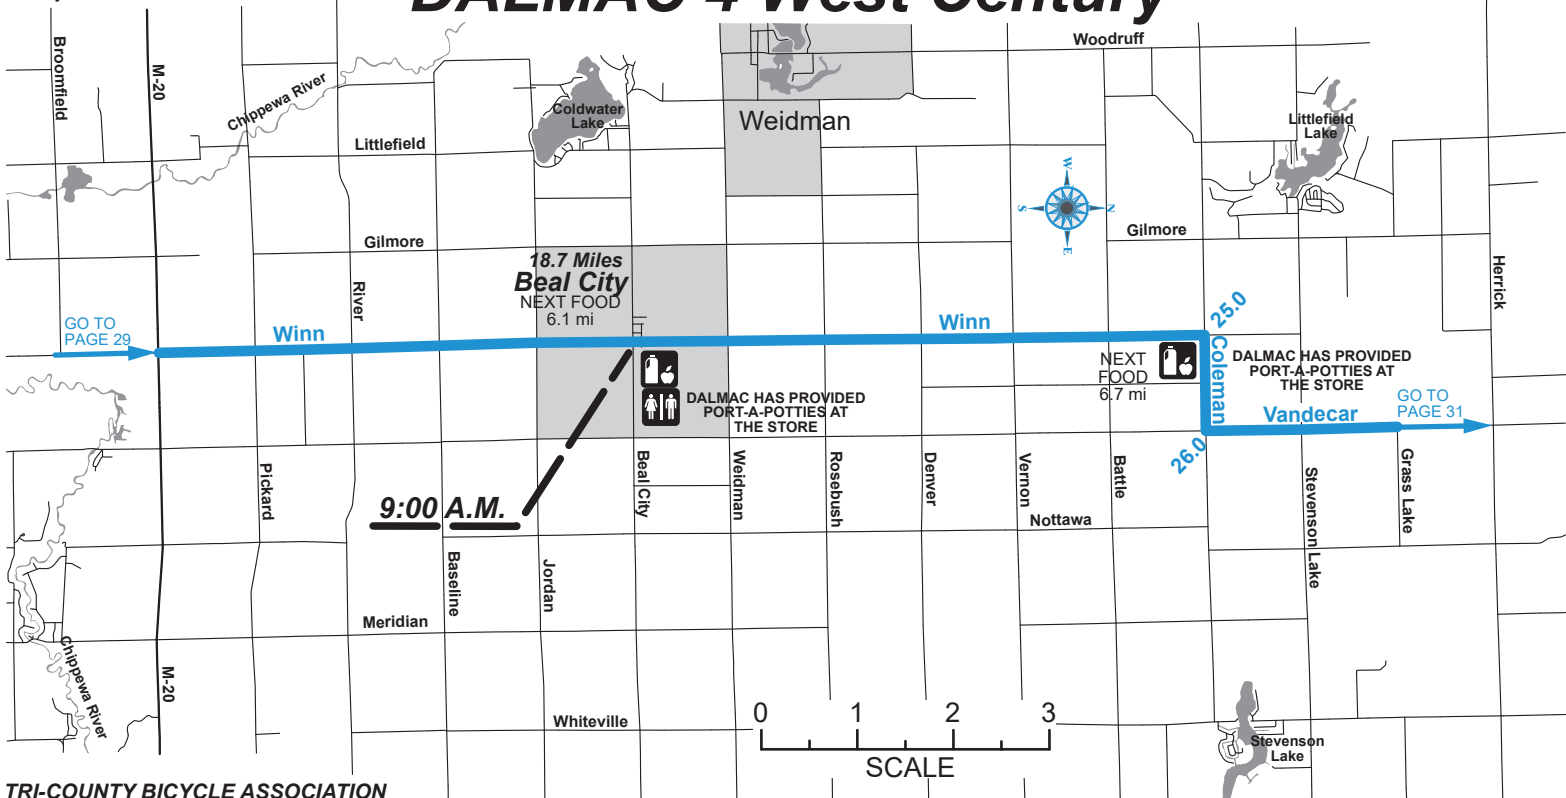 DALMAC 4 West Century
Woodruff
Broomfield
M-20
Chippewa River
Coldwater
Lake
Weidman
Littlefield
Lake
Littlefield
W
S
N
E
Gilmore
Gilmore
18.7 Miles
Beal City
NEXT FOOD
6.1 mi
River
Herrick
GO TO
PAGE 29
Winn
Winn
25.0
Coleman
NEXT
FOOD
6.7 mi
DALMAC HAS PROVIDED
PORT-A-POTTIES AT
THE STORE
DALMAC HAS PROVIDED
PORT-A-POTTIES AT
THE STORE
Vandecar
GO TO
PAGE 31
26.0
Pickard
Beal City
Weidman
Rosebush
Denver
Vernon
Battle
Stevenson Lake
Grass Lake
9:00 A.M.
Nottawa
Baseline
Jordan
Meridian
Chippewa River
M-20
Whiteville
0 1 2 3
SCALE
Stevenson
Lake
TRI-COUNTY BICYCLE ASSOCIATION